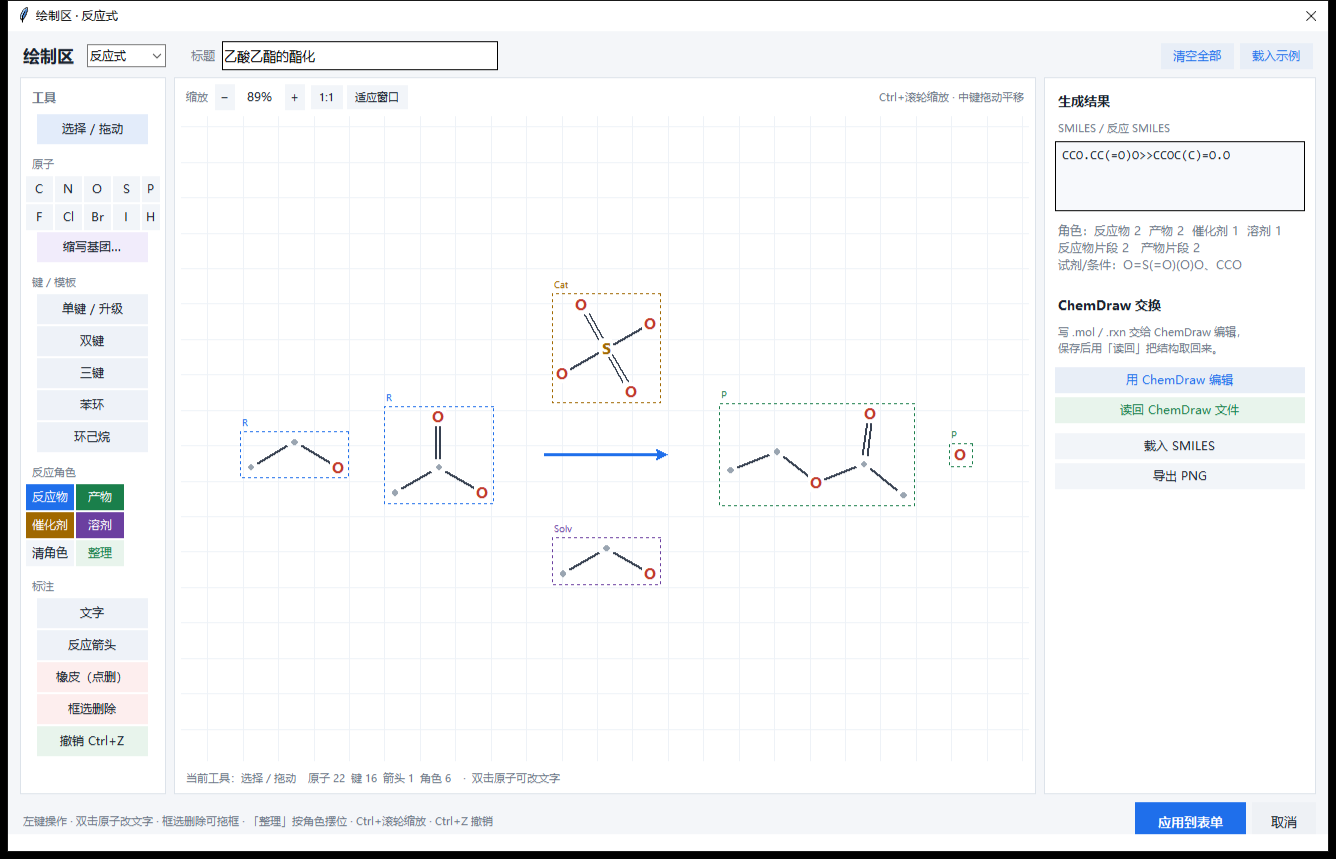 绘制区 · 反应式
绘制区 反应式 标题 乙酸乙酯的酯化 清空全部 载入示例
工具
选择 / 拖动
原子
C N O S P
F Cl Br I H
缩写基团...
键 / 模板
单键 / 升级
双键
三键
苯环
环己烷
反应角色
反应物 产物
催化剂 溶剂
清角色 整理
标注
文字
反应箭头
橡皮（点删）
框选删除
撤销 Ctrl+Z
缩放 − 89% + 1:1 适应窗口 Ctrl+滚轮缩放 · 中键拖动平移
Cat
O
O
S
O
O
R
O
R
O
O
P
O
O
P
O
Solv
O
当前工具：选择 / 拖动 原子 22 键 16 箭头 1 角色 6 · 双击原子可改文字
生成结果
SMILES / 反应 SMILES
CCO.CC(=O)O>>CCOC(C)=O.O
角色：反应物 2 产物 2 催化剂 1 溶剂 1
反应物片段 2 产物片段 2
试剂/条件：O=S(=O)(O)O、CCO
ChemDraw 交换
写 .mol / .rxn 交给 ChemDraw 编辑，
保存后用「读回」把结构取回来。
用 ChemDraw 编辑
读回 ChemDraw 文件
载入 SMILES
导出 PNG
左键操作 · 双击原子改文字 · 框选删除可拖框 · 「整理」按角色摆位 · Ctrl+滚轮缩放 · Ctrl+Z 撤销
应用到表单 取消